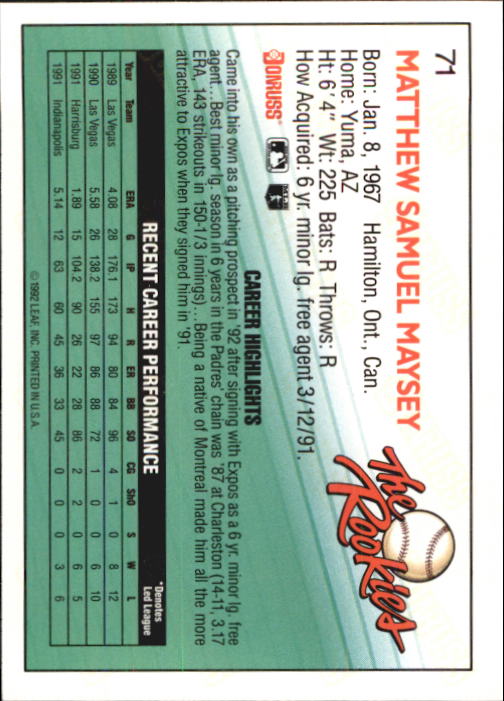 71
The Rookies
MATTHEW SAMUEL MAYSEY
Born: Jan. 8, 1967 Hamilton, Ont., Can.
Home: Yuma, AZ
Ht: 6' 4" Wt: 225 Bats: R Throws: R
How Acquired: 6 yr. minor lg. free agent 3/12/91.
DONRUSS
CAREER HIGHLIGHTS
Came into his own as a pitching prospect in '92 after signing with Expos as a 6 yr. minor lg. free
agent...Best minor lg. season in 6 years in the Padres' chain was '87 at Charleston (14-11, 3.17
ERA, 143 strikeouts in 150-1/3 innings)...Being a native of Montreal made him all the more
attractive to Expos when they signed him in '91.
RECENT CAREER PERFORMANCE
*Denotes
Led League
Year Team ERA G IP H R ER BB SO CG ShO S W L
1989 Las Vegas 4.08 28 176.1 173 94 80 84 96 4 1 0 8 12
1990 Las Vegas 5.58 26 138.2 155 97 86 88 72 1 0 0 6 10
1991 Harrisburg 1.89 15 104.2 90 26 22 28 86 2 2 0 6 5
1991 Indianapolis 5.14 12 63 60 45 36 33 45 0 0 0 3 6
© 1992 LEAF, INC. PRINTED IN U.S.A.